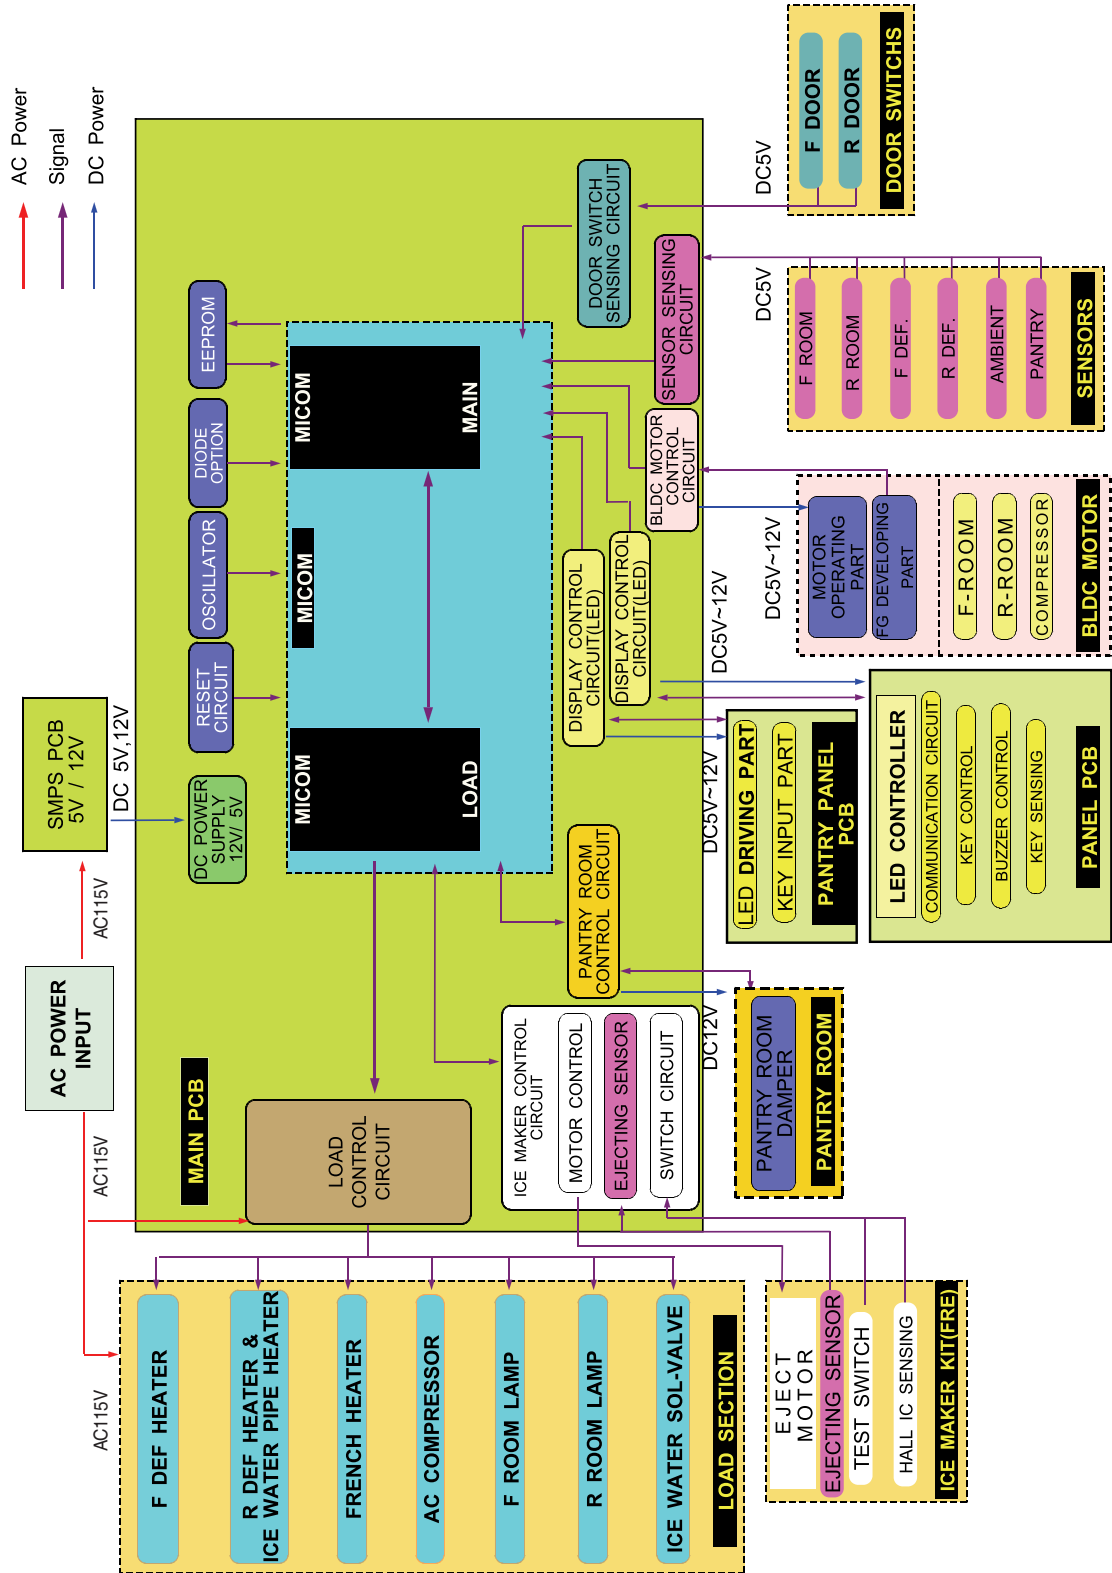 AC Power
Signal
DC Power
AC POWER
INPUT
AC115V
AC115V
AC115V
SMPS PCB
5V / 12V
DC 5V,12V
MAIN PCB
DC POWER
SUPPLY
12V/ 5V
RESET
CIRCUIT
OSCILLATOR
DIODE
OPTION
EEPROM
MICOM
LOAD
MICOM
MICOM
MAIN
LOAD
CONTROL
CIRCUIT
ICE MAKER CONTROL
CIRCUIT
MOTOR CONTROL
EJECTING SENSOR
SWITCH CIRCUIT
PANTRY ROOM
CONTROL CIRCUIT
DISPLAY CONTROL
CIRCUIT(LED)
DISPLAY CONTROL
CIRCUIT(LED)
BLDC MOTOR
CONTROL
CIRCUIT
SENSOR SENSING
CIRCUIT
DOOR SWITCH
SENSING CIRCUIT
F DEF HEATER
R DEF HEATER &
ICE WATER PIPE HEATER
FRENCH HEATER
AC COMPRESSOR
F ROOM LAMP
R ROOM LAMP
ICE WATER SOL-VALVE
LOAD SECTION
EJECT
MOTOR
EJECTING SENSOR
TEST SWITCH
HALL IC SENSING
ICE MAKER KIT(FRE)
DC12V
PANTRY ROOM
DAMPER
PANTRY ROOM
DC5V~12V
LED DRIVING PART
KEY INPUT PART
PANTRY PANEL
PCB
DC5V~12V
LED CONTROLLER
COMMUNICATION CIRCUIT
KEY CONTROL
BUZZER CONTROL
KEY SENSING
PANEL PCB
DC5V~12V
MOTOR
OPERATING
PART
FG DEVELOPING
PART
F-ROOM
R-ROOM
COMPRESSOR
BLDC MOTOR
DC5V
F ROOM
R ROOM
F DEF.
R DEF.
AMBIENT
PANTRY
SENSORS
DC5V
F DOOR
R DOOR
DOOR SWITCHS